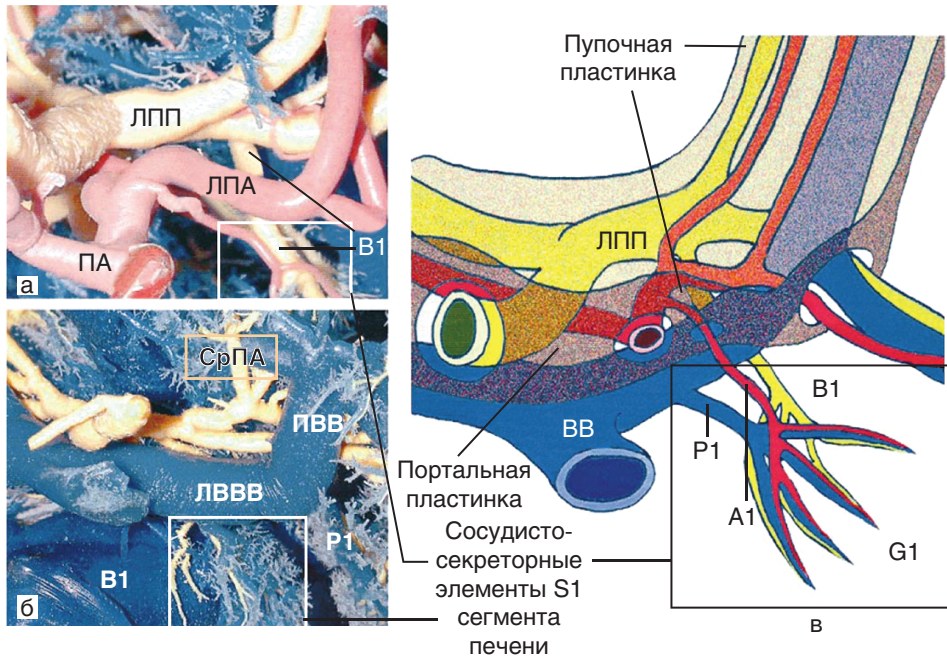 ЛПП
ЛПА
ПА
В1
а
СрПА
ПВВ
ЛВВВ
Р1
В1
б
Пупочная
пластинка
ЛПП
ВВ
Портальная
пластинка
В1
Р1
А1
G1
Сосудисто-
секреторные
элементы S1
сегмента
печени
в